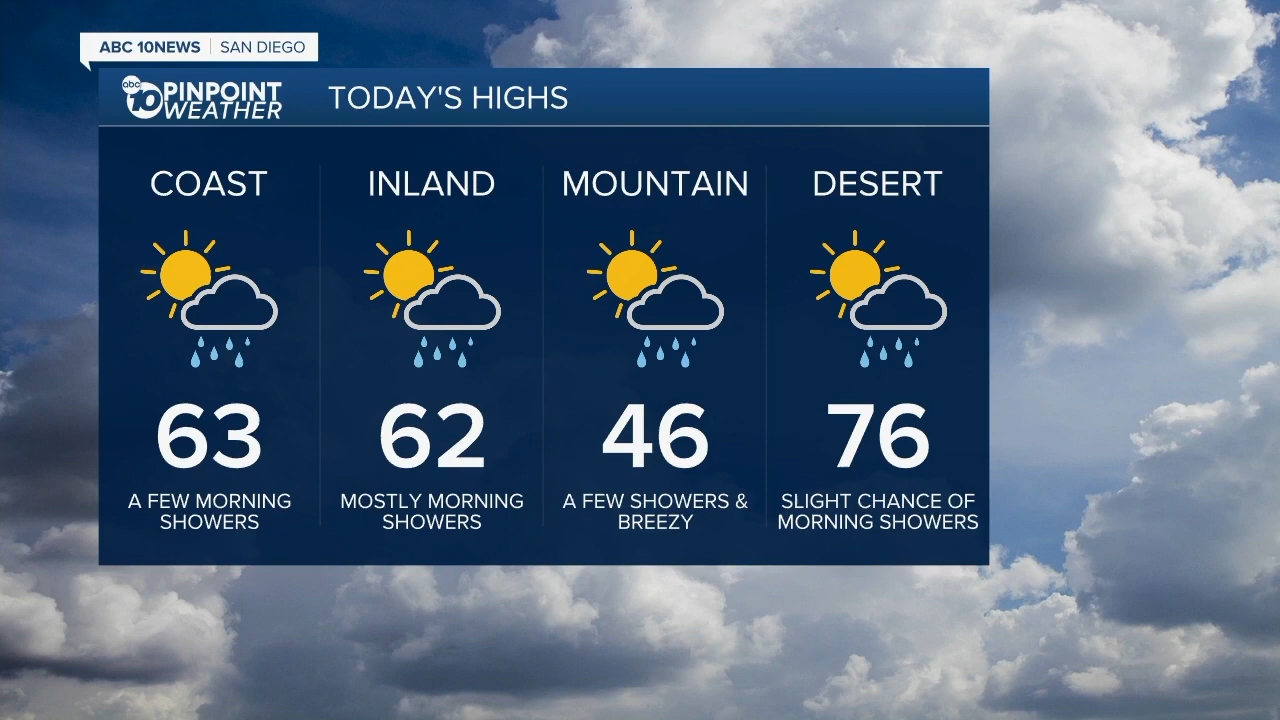 ABC 10NEWS | SAN DIEGO
abc 10 PINPOINT WEATHER
TODAY'S HIGHS
COAST
63
A FEW MORNING
SHOWERS
INLAND
62
MOSTLY MORNING
SHOWERS
MOUNTAIN
46
A FEW SHOWERS &
BREEZY
DESERT
76
SLIGHT CHANCE OF
MORNING SHOWERS